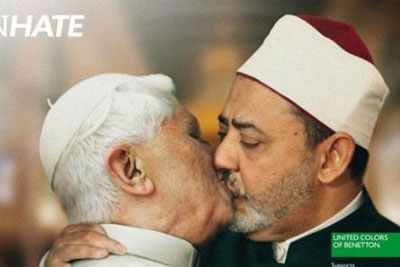 NHATE
UNITED COLORS
OF BENETTON.
Supports